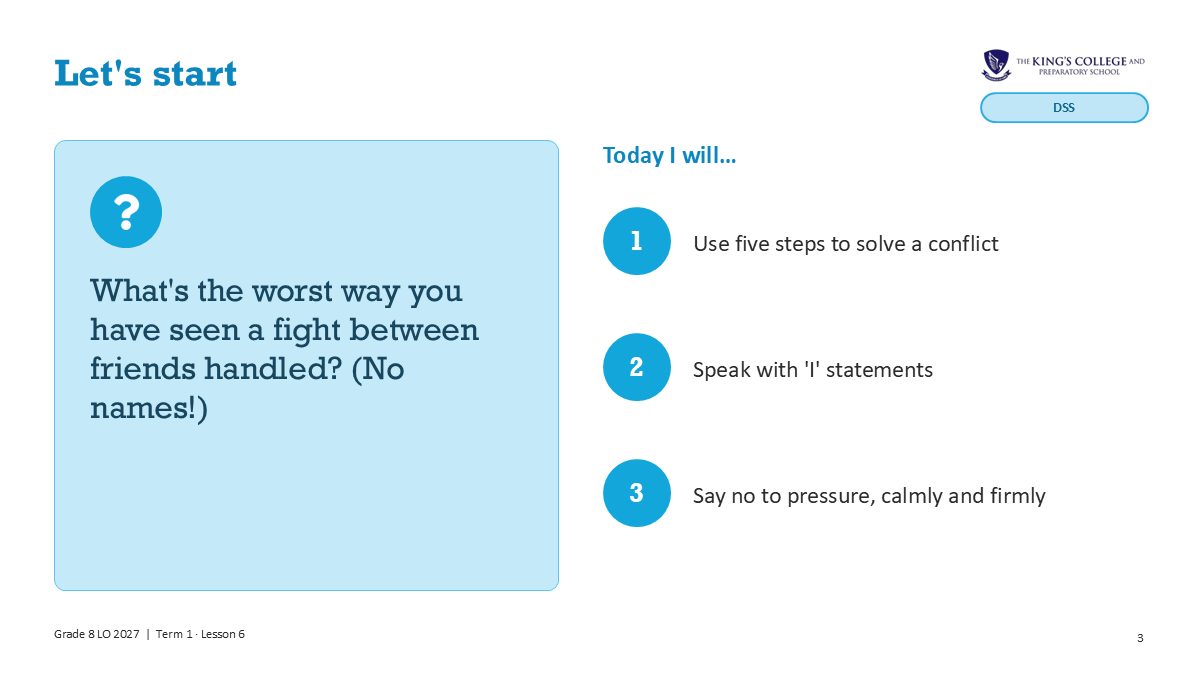 Let's start
THE KING'S COLLEGE AND
PREPARATORY SCHOOL
DSS
?
What's the worst way you
have seen a fight between
friends handled? (No
names!)
Today I will...
1
Use five steps to solve a conflict
2
Speak with 'I' statements
3
Say no to pressure, calmly and firmly
Grade 8 LO 2027 | Term 1 · Lesson 6
3